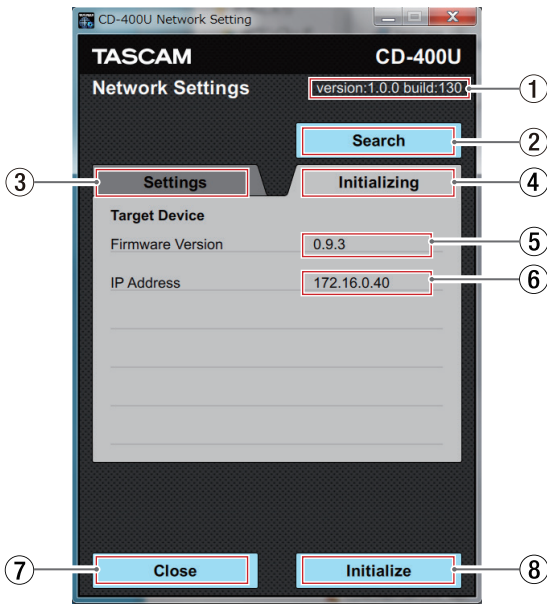 CD-400U Network Setting
TASCAM CD-400U
Network Settings version:1.0.0 build:130 1
Search 2
3 Settings Initializing 4
Target Device
Firmware Version 0.9.3 5
IP Address 172.16.0.40 6
7 Close Initialize 8